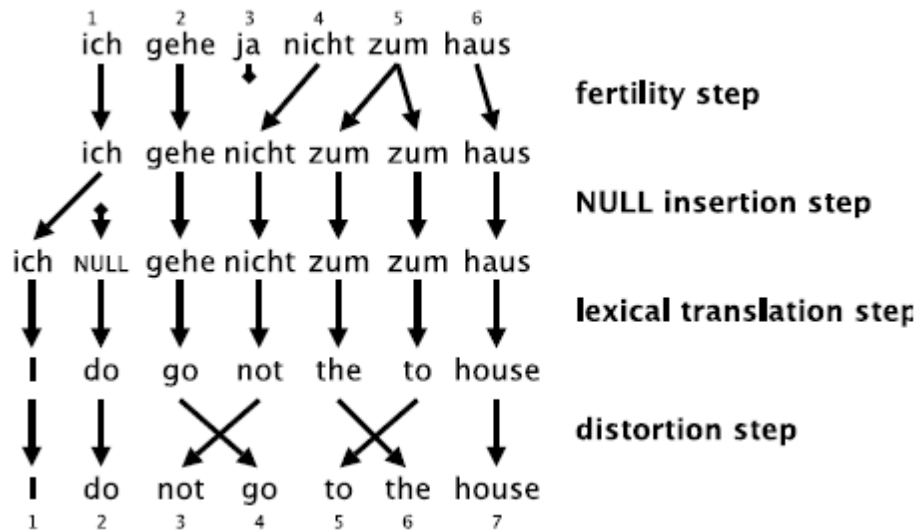 1 2 3 4 5 6
ich gehe ja nicht zum haus
fertility step
ich gehe nicht zum zum haus
NULL insertion step
ich NULL gehe nicht zum zum haus
lexical translation step
I do go not the to house
distortion step
I do not go to the house
1 2 3 4 5 6 7